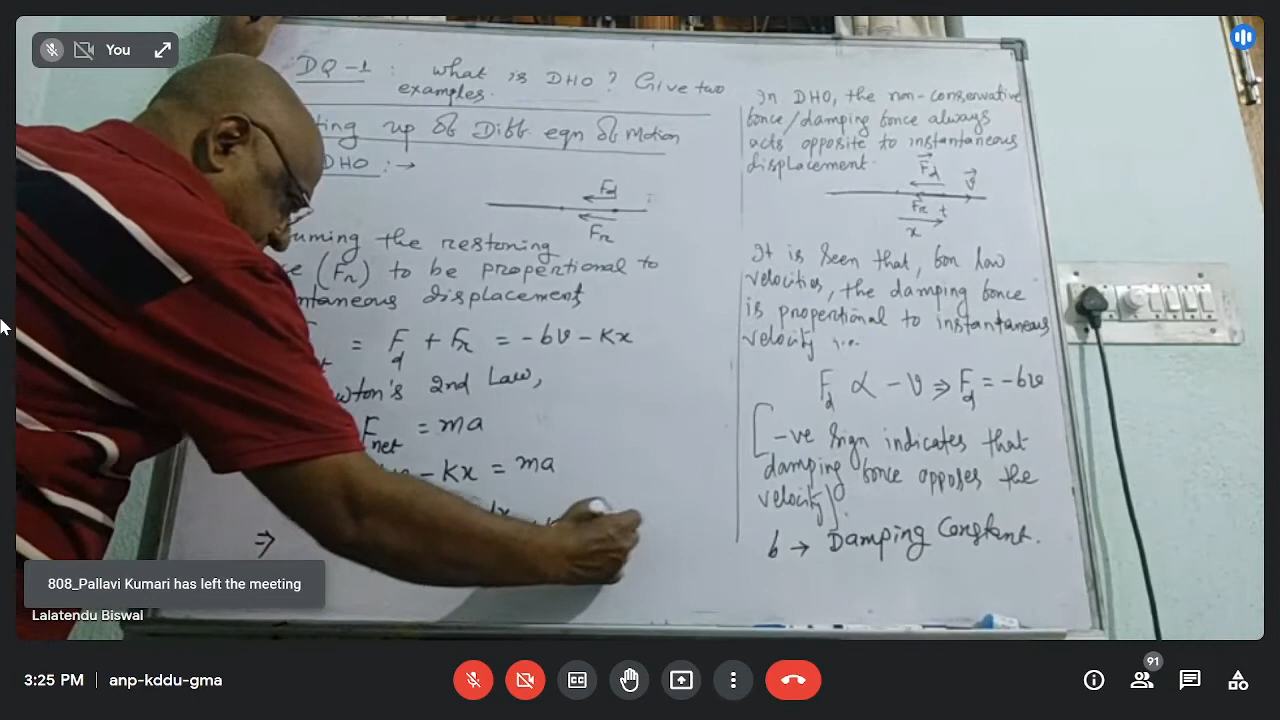 You
DQ-1 : What is DHO? Give two
examples.
ting up of Diff eqn of Motion
DHO :→
Fd
Fr
uming the restoring
ce (Fr) to be propertional to
ntaneous displacement
= Fd + Fr = -bv - Kx
wton's 2nd Law,
Fnet = ma
- Kx = ma
dx
⇒
In DHO, the non-conservative
force/damping force always
acts opposite to instantaneous
displacement.
Fd v
Fr t
x
It is seen that, for low
velocities, the damping force
is propertional to instantaneous
velocity i.e.
Fd ∝ -v ⇒ Fd = -bv
[-ve sign indicates that
damping force opposes the
velocity]
b → Damping Constant.
808_Pallavi Kumari has left the meeting
Lalatendu Biswal
3:25 PM | anp-kddu-gma
91